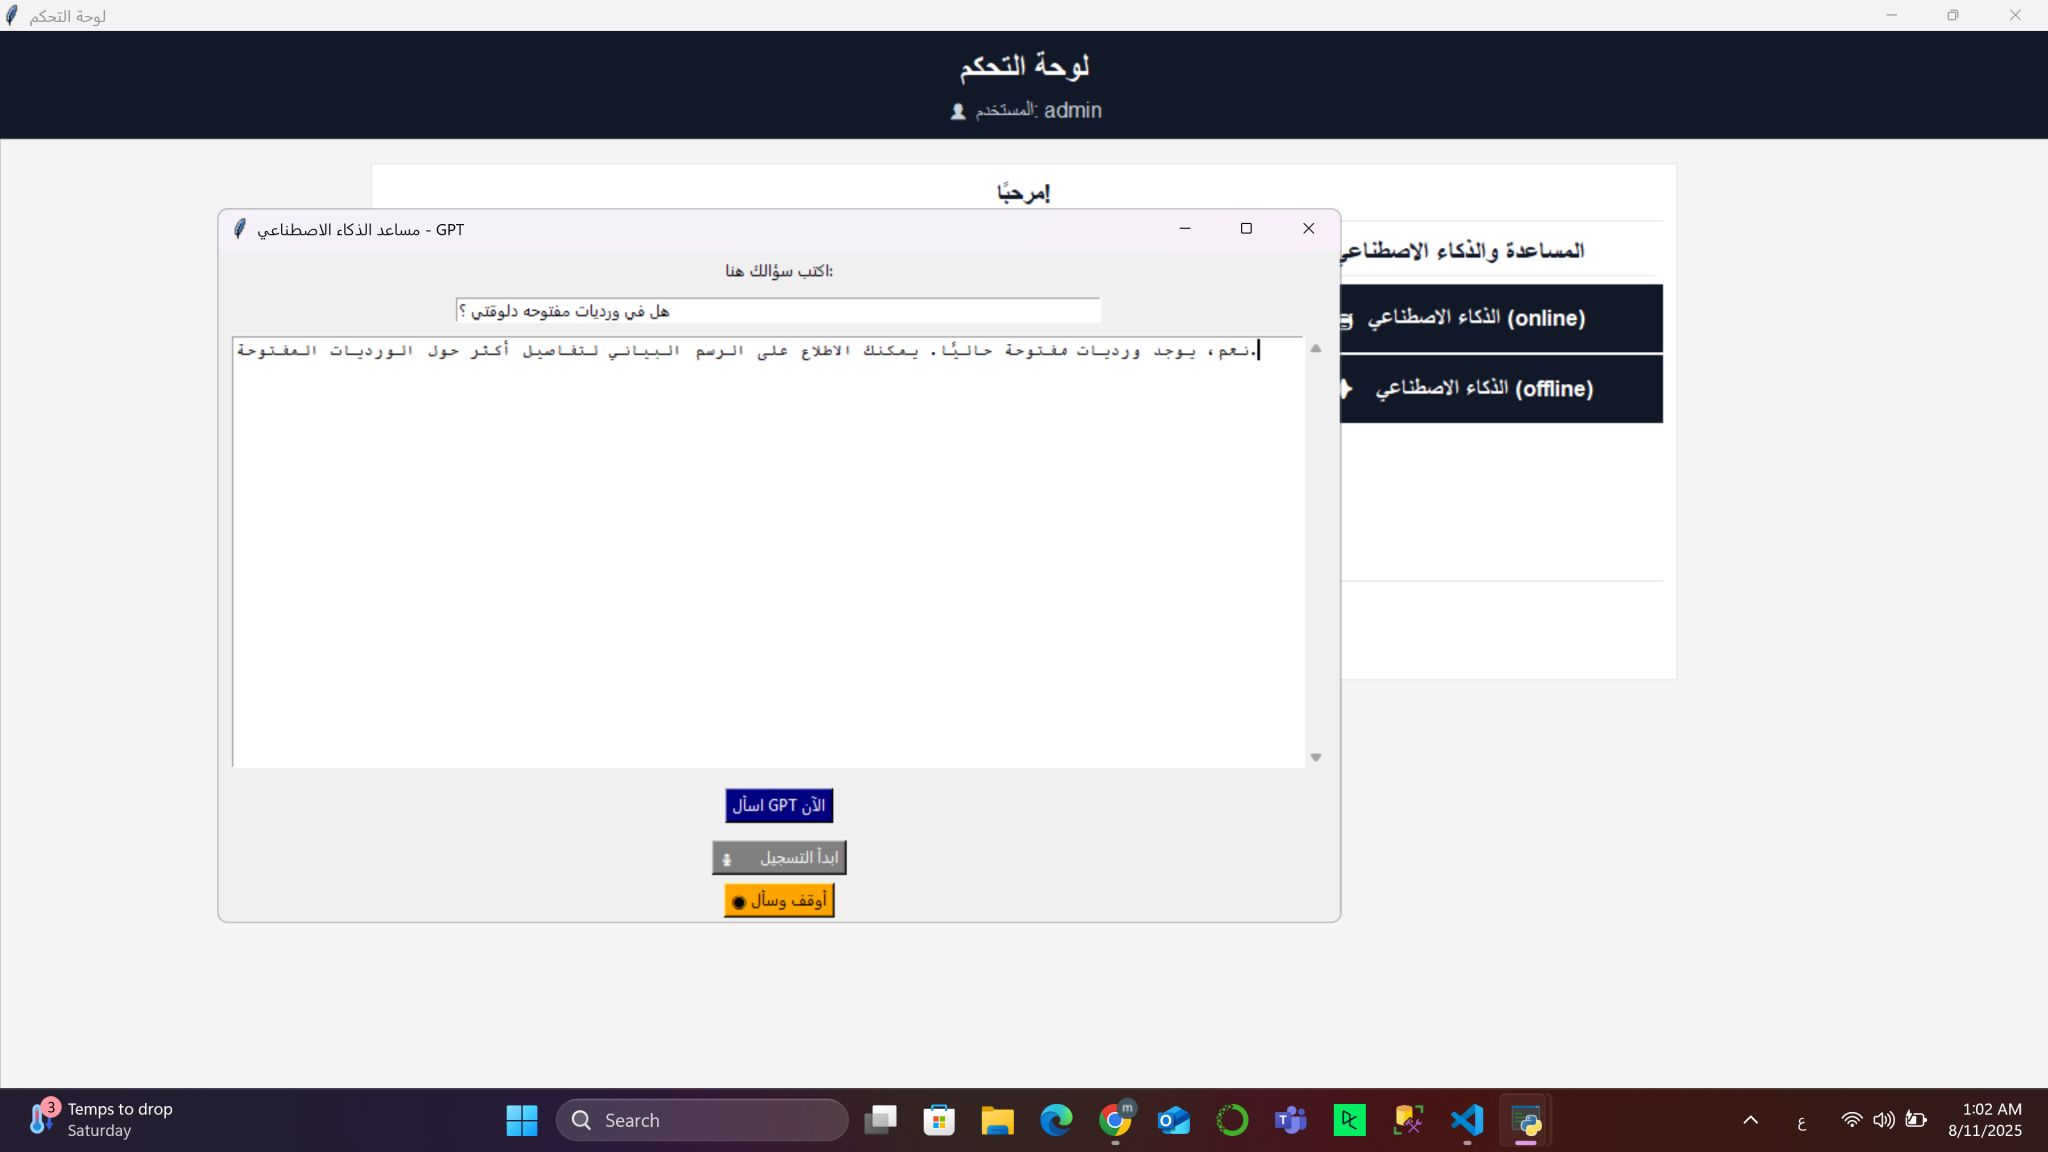 لوحة التحكم
لوحة التحكم
المستخدم: admin
مرحبًا!
مساعد الذكاء الاصطناعي - GPT
اكتب سؤالك هنا:
هل في ورديات مفتوحه دلوقتي ؟
نعم، يوجد ورديات مفتوحة حاليًا. يمكنك الاطلاع على الرسم البياني لتفاصيل أكثر حول الورديات المفتوحة.
اسأل GPT الآن
ابدأ التسجيل
أوقف وسأل
المساعدة والذكاء الاصطناعي
الذكاء الاصطناعي (online)
الذكاء الاصطناعي (offline)
3
Temps to drop
Saturday
Search
m
ع
1:02 AM
8/11/2025